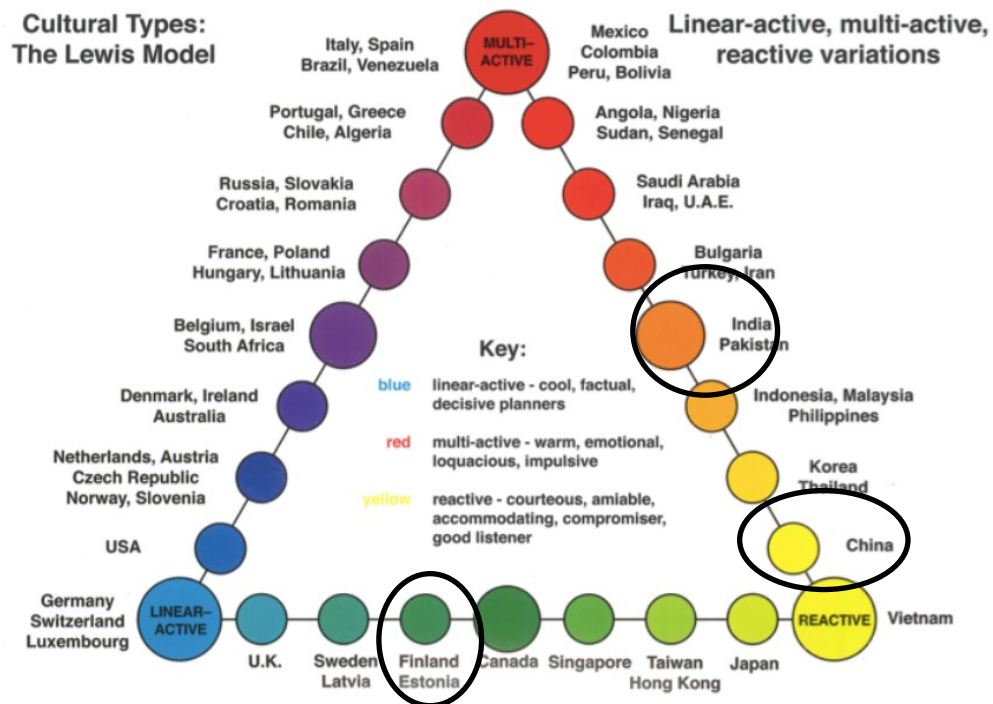 Cultural Types:
The Lewis Model
Linear-active, multi-active,
reactive variations
MULTI–
ACTIVE
Italy, Spain
Brazil, Venezuela
Mexico
Colombia
Peru, Bolivia
Portugal, Greece
Chile, Algeria
Angola, Nigeria
Sudan, Senegal
Russia, Slovakia
Croatia, Romania
Saudi Arabia
Iraq, U.A.E.
France, Poland
Hungary, Lithuania
Bulgaria
Turkey, Iran
Belgium, Israel
South Africa
India
Pakistan
Key:
blue linear-active - cool, factual,
decisive planners
red multi-active - warm, emotional,
loquacious, impulsive
yellow reactive - courteous, amiable,
accommodating, compromiser,
good listener
Denmark, Ireland
Australia
Indonesia, Malaysia
Philippines
Netherlands, Austria
Czech Republic
Norway, Slovenia
Korea
Thailand
USA
China
Germany
Switzerland
Luxembourg
LINEAR–
ACTIVE
REACTIVE
Vietnam
U.K.
Sweden
Latvia
Finland
Estonia
Canada
Singapore
Taiwan
Hong Kong
Japan